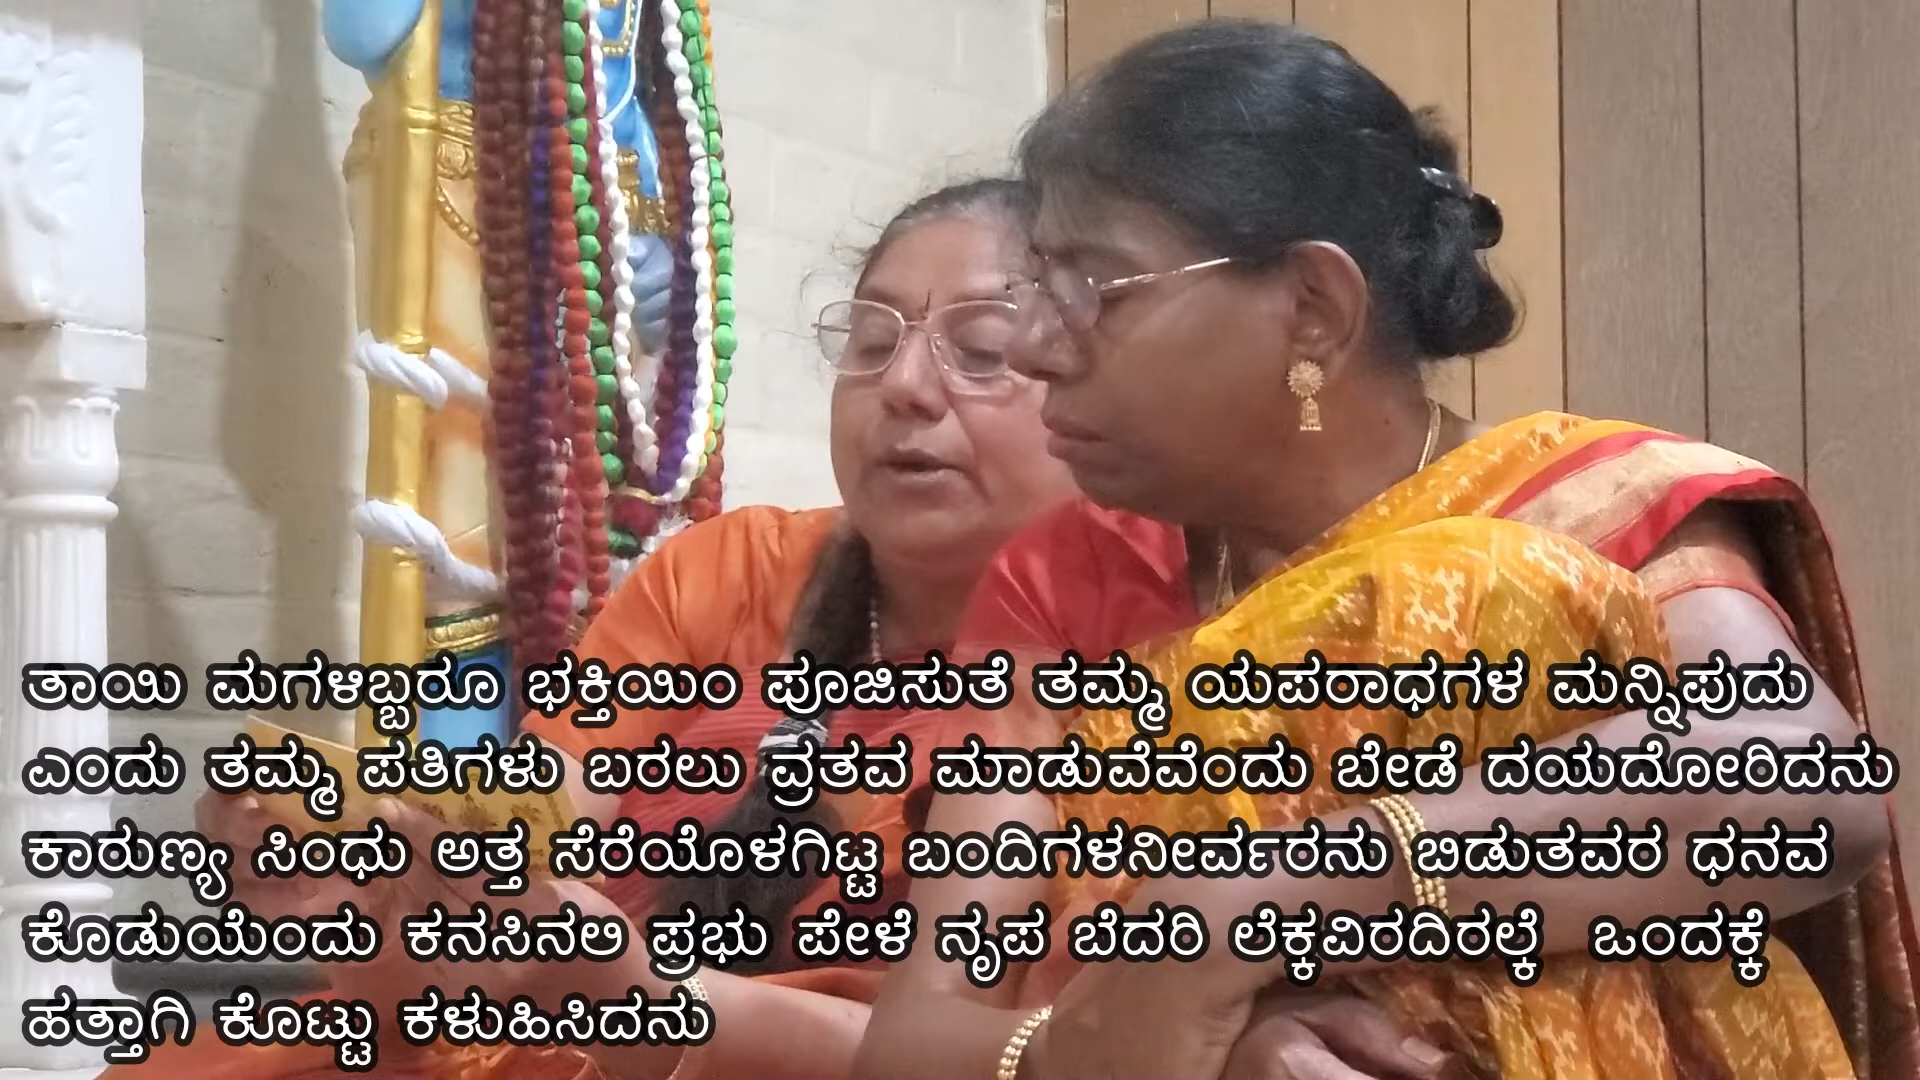 ತಾಯಿ ಮಗಳಿಬ್ಬರೂ ಭಕ್ತಿಯಿಂ ಪೂಜಿಸುತೆ ತಮ್ಮ ಯಪರಾಧಗಳ ಮನ್ನಿಪುದು
ಎಂದು ತಮ್ಮ ಪತಿಗಳು ಬರಲು ವ್ರತವ ಮಾಡುವೆವೆಂದು ಬೇಡೆ ದಯದೋರಿದನು
ಕಾರುಣ್ಯ ಸಿಂಧು ಅತ್ತ ಸೆರೆಯೊಳಗಿಟ್ಟ ಬಂದಿಗಳನೀರ್ವರನು ಬಿಡುತವರ ಧನವ
ಕೊಡುಯೆಂದು ಕನಸಿನಲಿ ಪ್ರಭು ಪೇಳೆ ನೃಪ ಬೆದರಿ ಲೆಕ್ಕವಿರದಿರಲ್ಕೆ ಒಂದಕ್ಕೆ
ಹತ್ತಾಗಿ ಕೊಟ್ಟು ಕಳುಹಿಸಿದನು